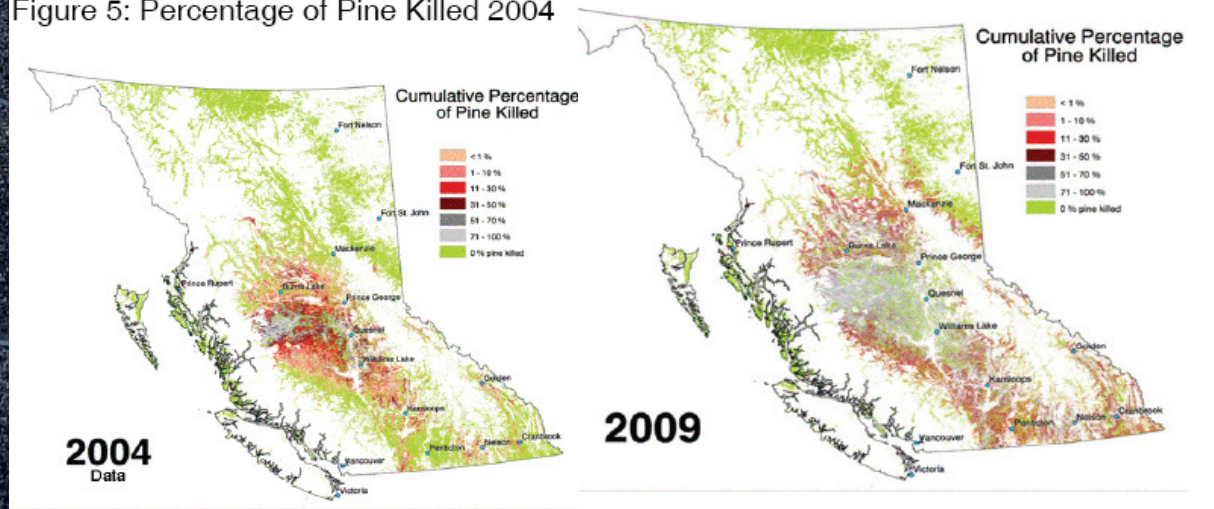 Figure 5: Percentage of Pine Killed 2004
Cumulative Percentage
of Pine Killed
< 1 %
1 - 10 %
11 - 30 %
31 - 50 %
51 - 70 %
71 - 100 %
0 % pine killed
Fort Nelson
Fort St. John
Mackenzie
Prince Rupert
Burns Lake
Prince George
Quesnel
Williams Lake
Golden
Kamloops
Penticton
Nelson
Cranbrook
Vancouver
Victoria
2004
Data
Cumulative Percentage
of Pine Killed
< 1 %
1 - 10 %
11 - 30 %
31 - 50 %
51 - 70 %
71 - 100 %
0 % pine killed
Fort Nelson
Fort St. John
Mackenzie
Prince Rupert
Burns Lake
Prince George
Quesnel
Williams Lake
Golden
Kamloops
Penticton
Nelson
Cranbrook
Vancouver
Victoria
2009